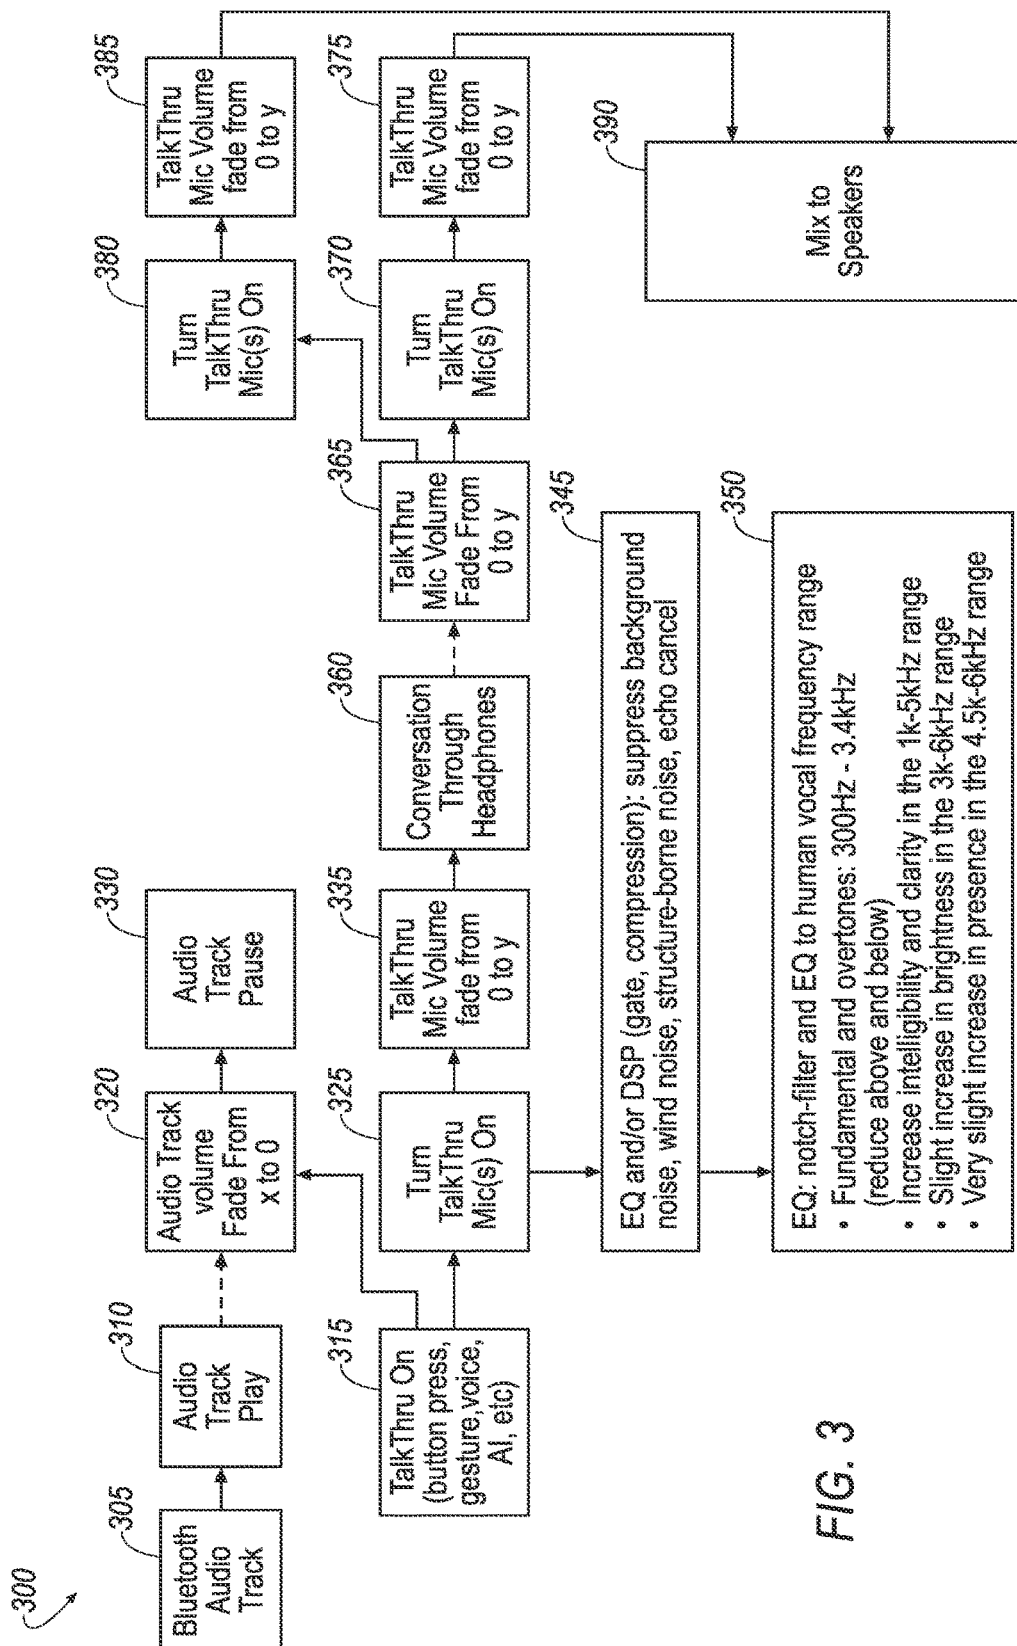 300
305
Bluetooth
Audio
Track
310
Audio
Track
Play
320
Audio Track
volume
Fade From
x to 0
330
Audio
Track
Pause
380
Turn
TalkThru
Mic(s) On
385
TalkThru
Mic Volume
fade from
0 to y
315
TalkThru On
(button press,
gesture,voice,
AI, etc)
325
Turn
TalkThru
Mic(s) On
335
TalkThru
Mic Volume
fade from
0 to y
360
Conversation
Through
Headphones
365
TalkThru
Mic Volume
Fade From
0 to y
370
Turn
TalkThru
Mic(s) On
375
TalkThru
Mic Volume
fade from
0 to y
345
EQ and/or DSP (gate, compression): suppress background
noise, wind noise, structure-borne noise, echo cancel
350
EQ: notch-filter and EQ to human vocal frequency range
• Fundamental and overtones: 300Hz - 3.4kHz
(reduce above and below)
• Increase intelligibility and clarity in the 1k-5kHz range
• Slight increase in brightness in the 3k-6kHz range
• Very slight increase in presence in the 4.5k-6kHz range
390
Mix to
Speakers
FIG. 3